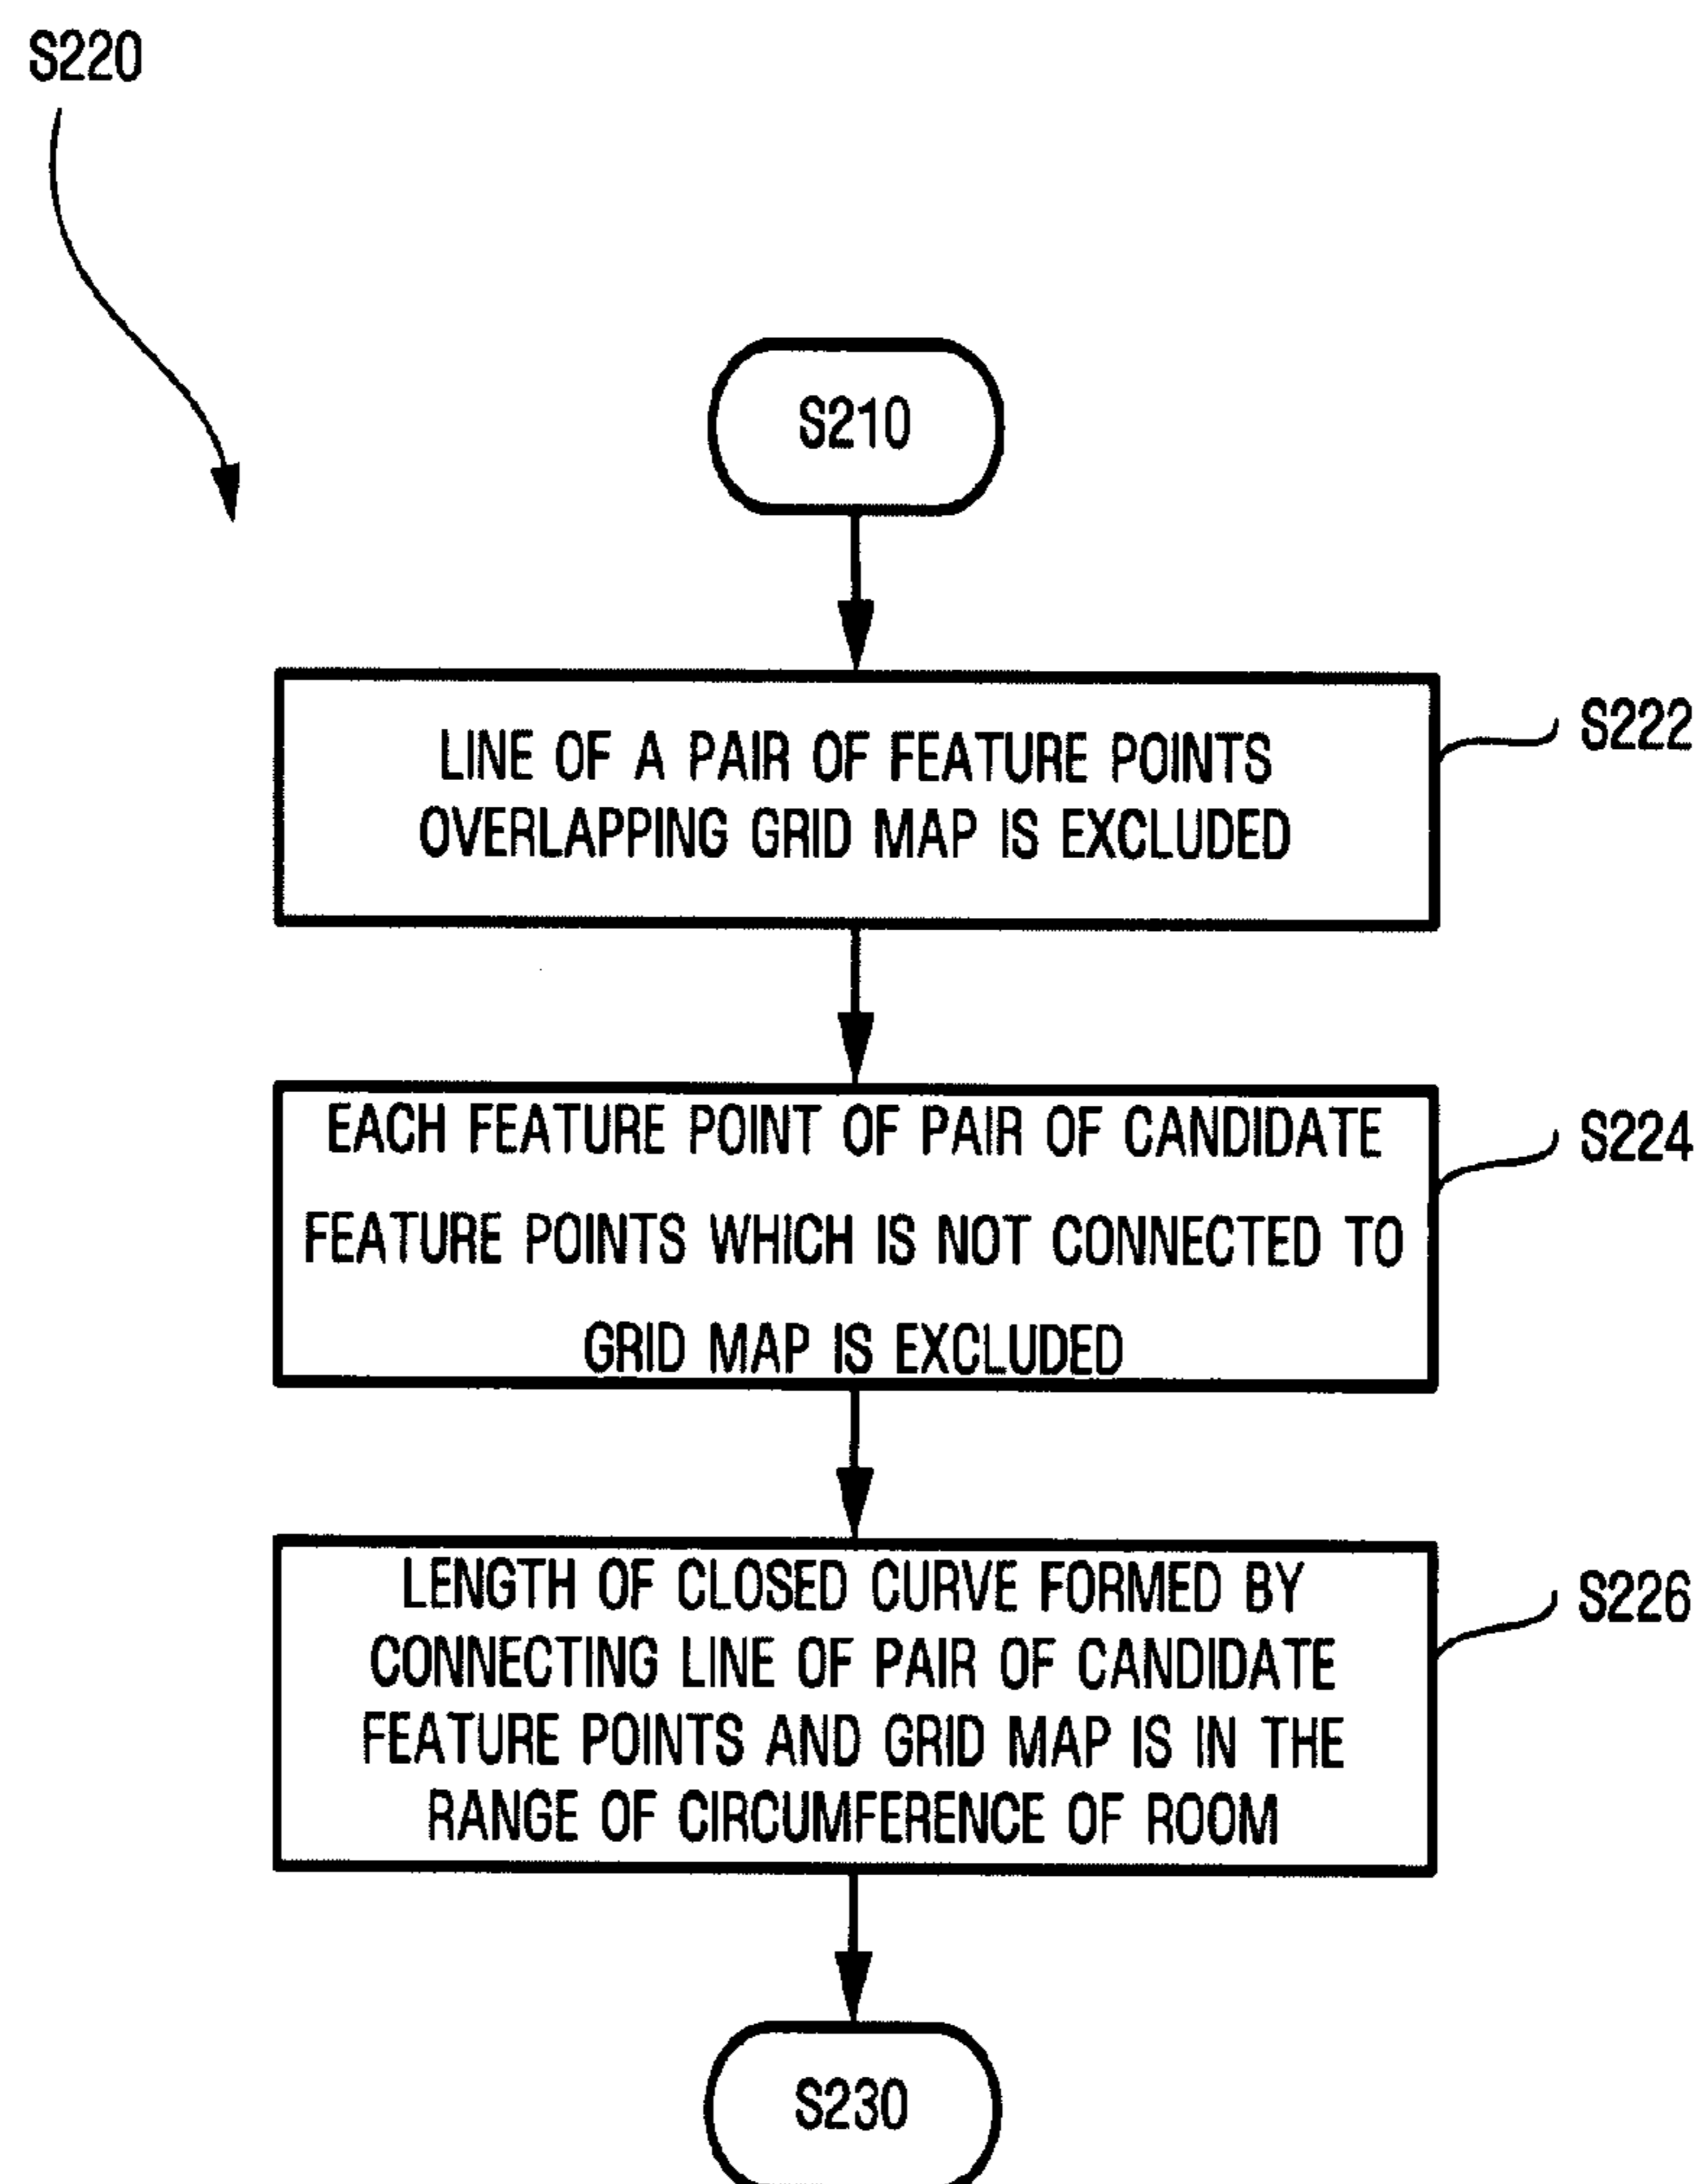 S220
S210
LINE OF A PAIR OF FEATURE POINTS
OVERLAPPING GRID MAP IS EXCLUDED
S222
EACH FEATURE POINT OF PAIR OF CANDIDATE
FEATURE POINTS WHICH IS NOT CONNECTED TO
GRID MAP IS EXCLUDED
S224
LENGTH OF CLOSED CURVE FORMED BY
CONNECTING LINE OF PAIR OF CANDIDATE
FEATURE POINTS AND GRID MAP IS IN THE
RANGE OF CIRCUMFERENCE OF ROOM
S226
S230